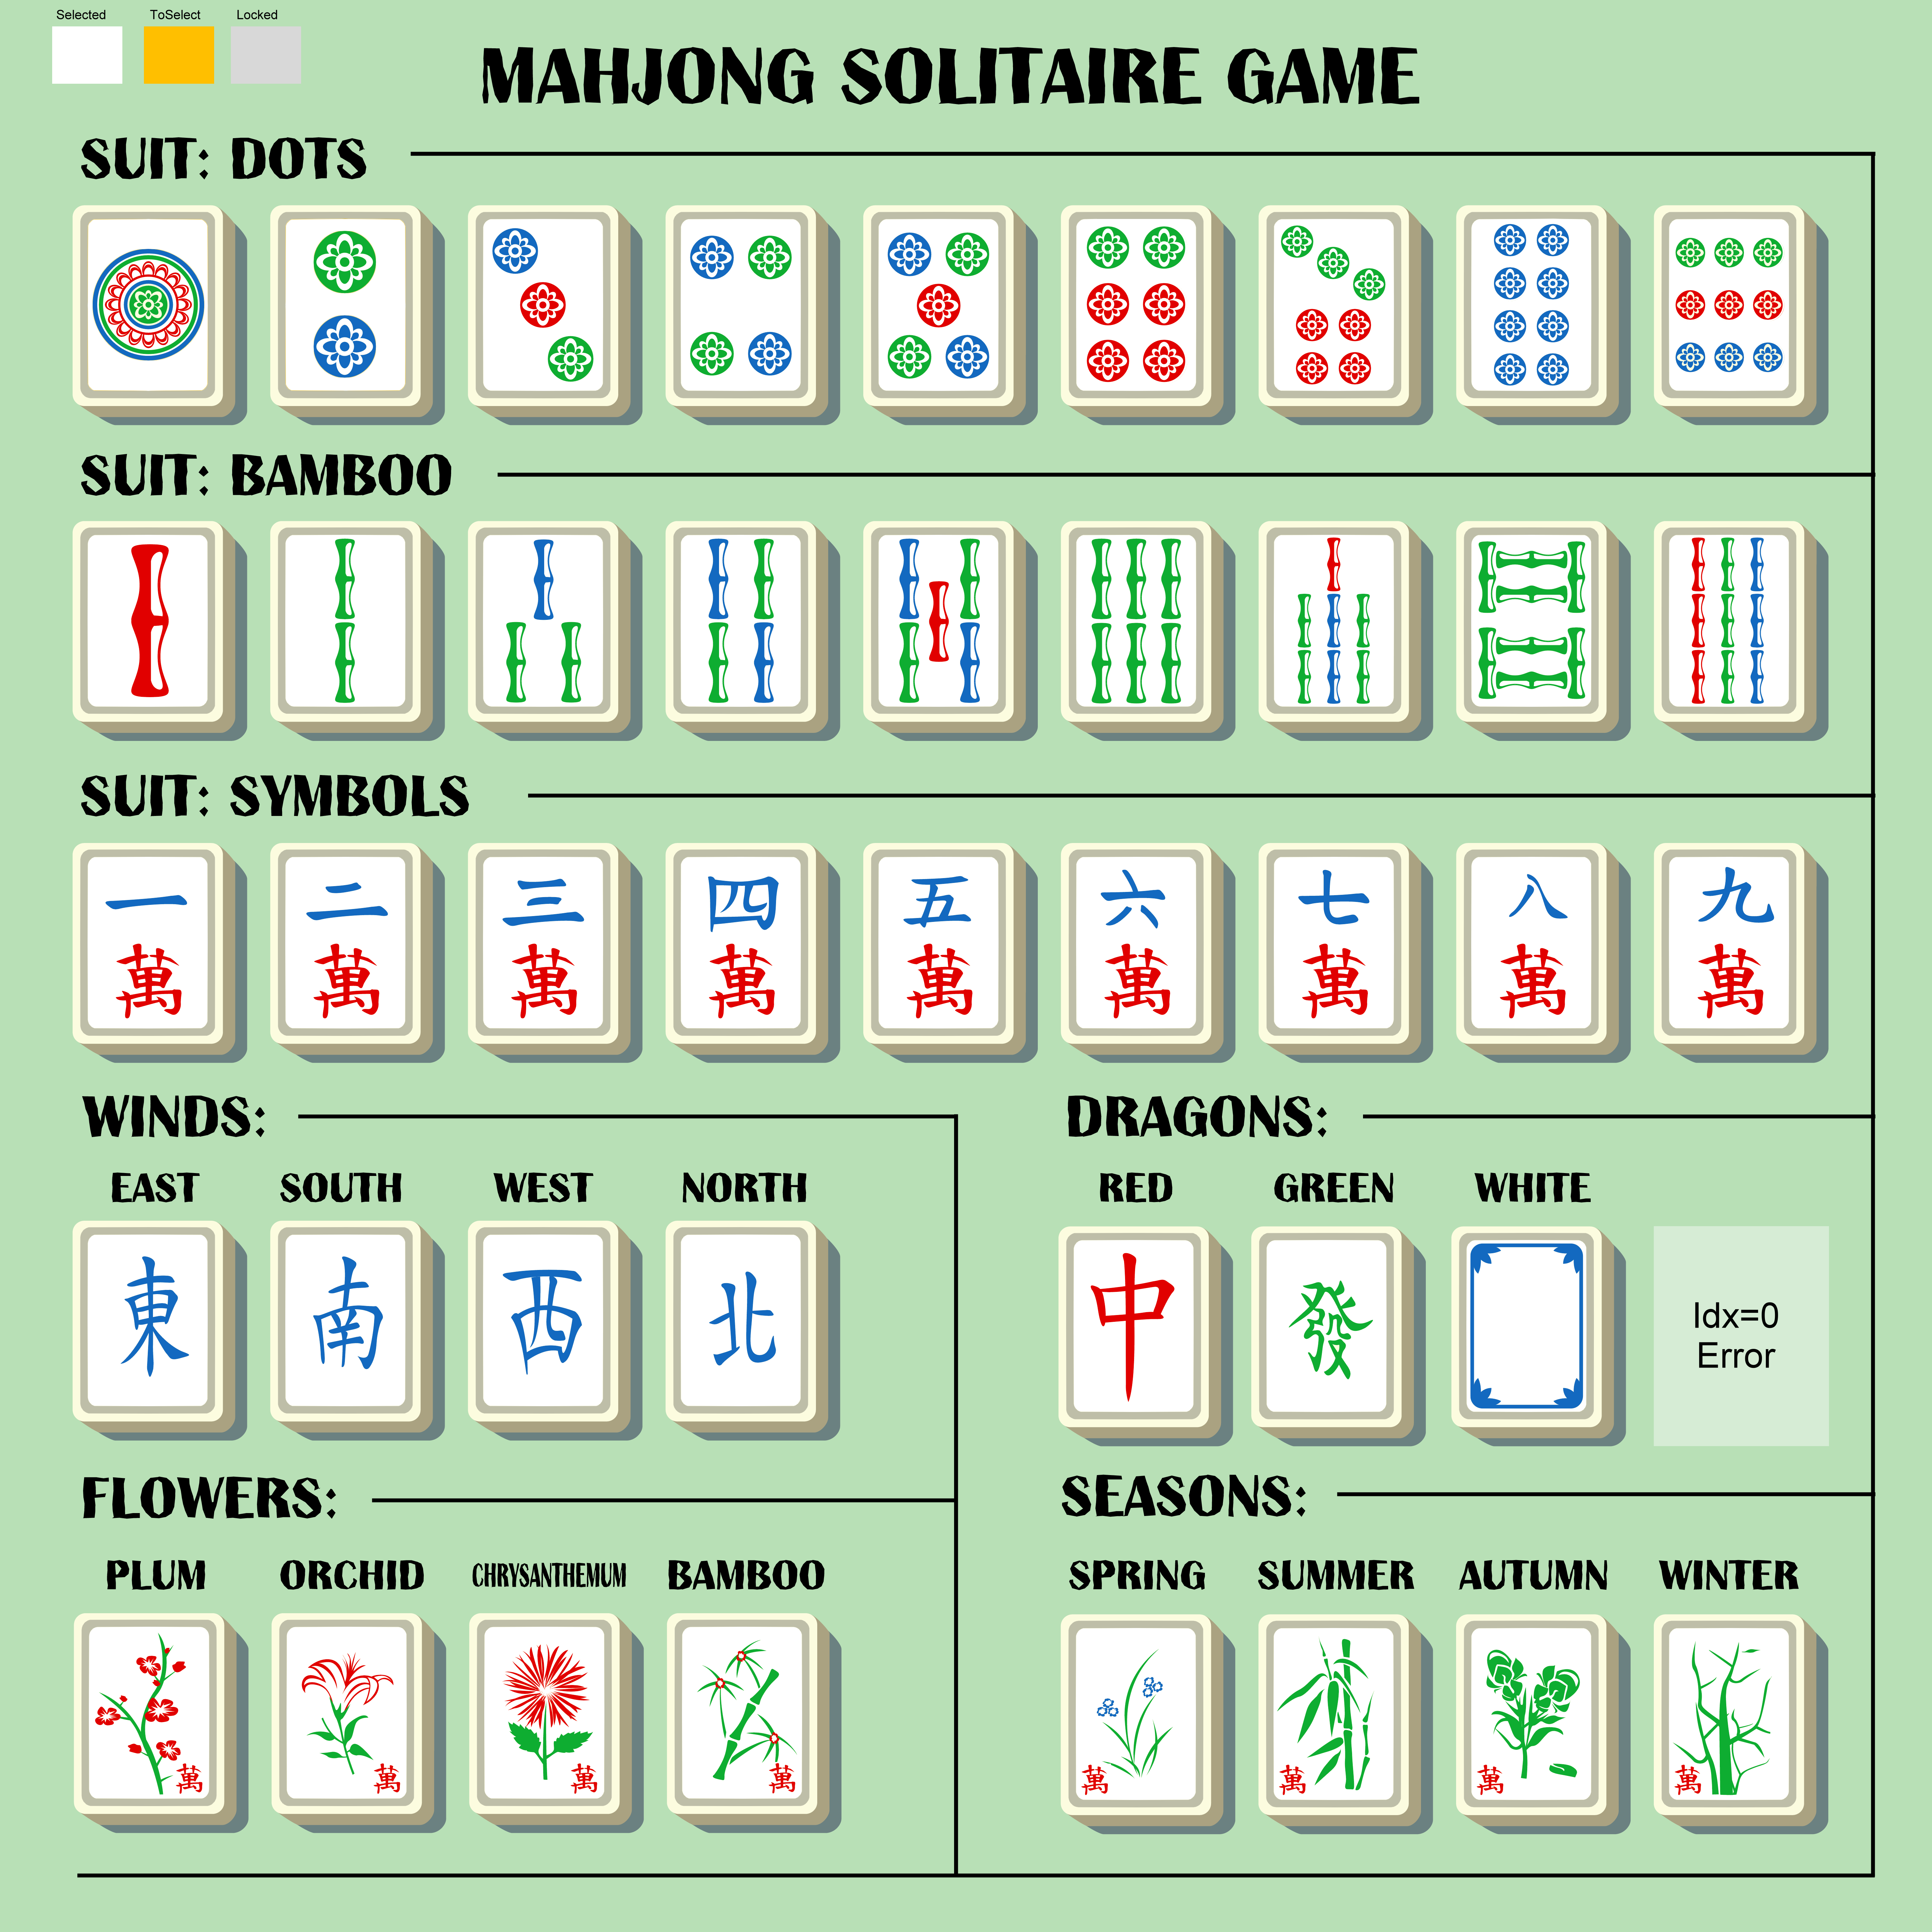 Selected ToSelect Locked
MAHJONG SOLITAIRE GAME
SUIT: DOTS
SUIT: BAMBOO
SUIT: SYMBOLS
一 二 三 四 五 六 七 八 九
萬 萬 萬 萬 萬 萬 萬 萬 萬
WINDS:
EAST SOUTH WEST NORTH
東 南 西 北
DRAGONS:
RED GREEN WHITE
中 發
Idx=0
Error
FLOWERS:
PLUM ORCHID CHRYSANTHEMUM BAMBOO
萬 萬 萬 萬
SEASONS:
SPRING SUMMER AUTUMN WINTER
萬 萬 萬 萬